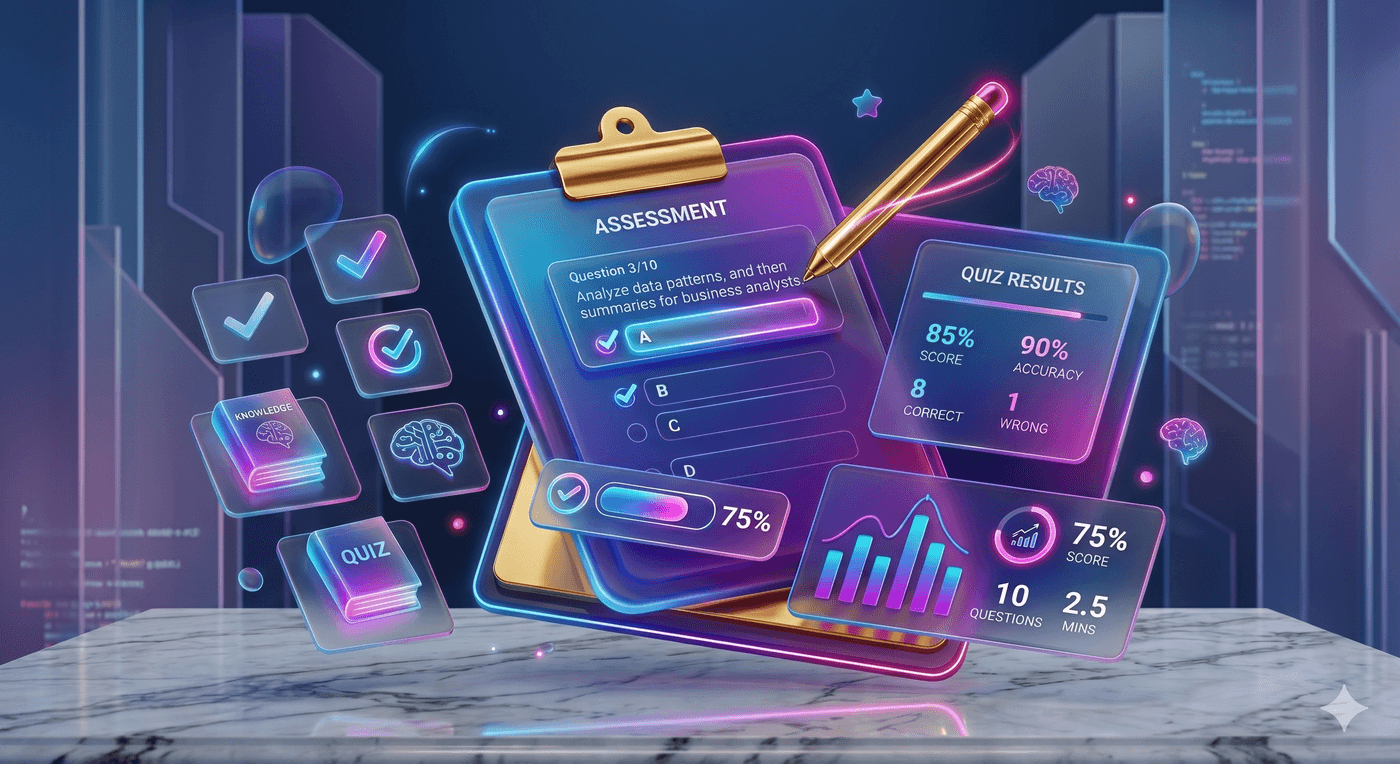 ASSESSMENT
Question 3/10
Analyze data patterns, and then
summaries for business analysts.
A
B
C
D
75%
KNOWLEDGE
QUIZ
QUIZ RESULTS
85%
SCORE
90%
ACCURACY
8
CORRECT
1
WRONG
75%
SCORE
10
QUESTIONS
2.5
MINS